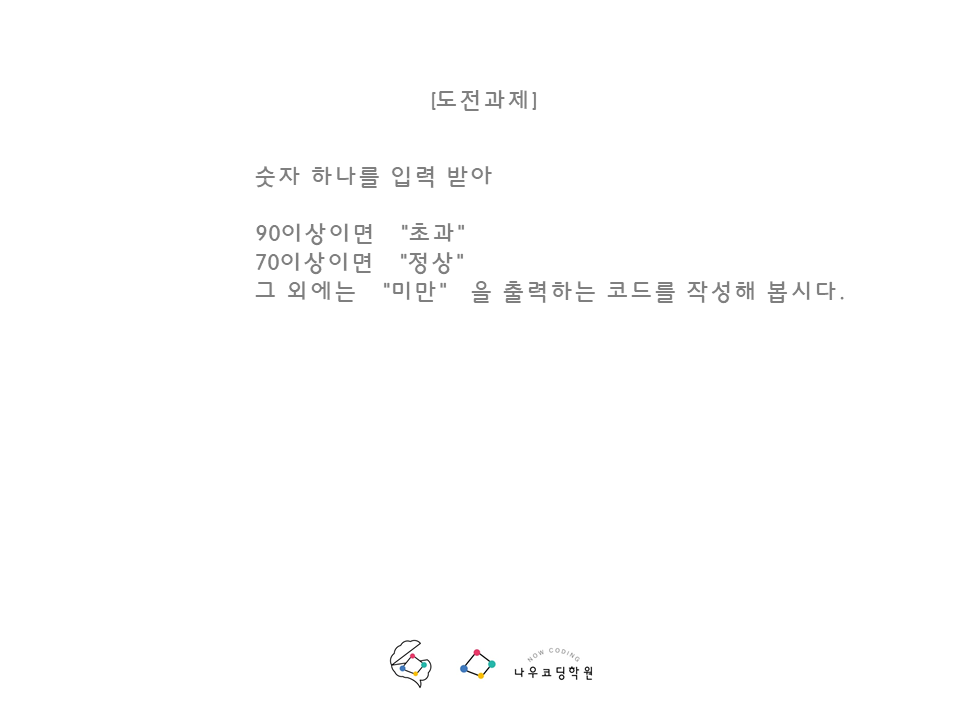 [도전과제]
숫자 하나를 입력 받아
90이상이면 "초과"
70이상이면 "정상"
그 외에는 "미만" 을 출력하는 코드를 작성해 봅시다.
NOW CODING
나우코딩학원